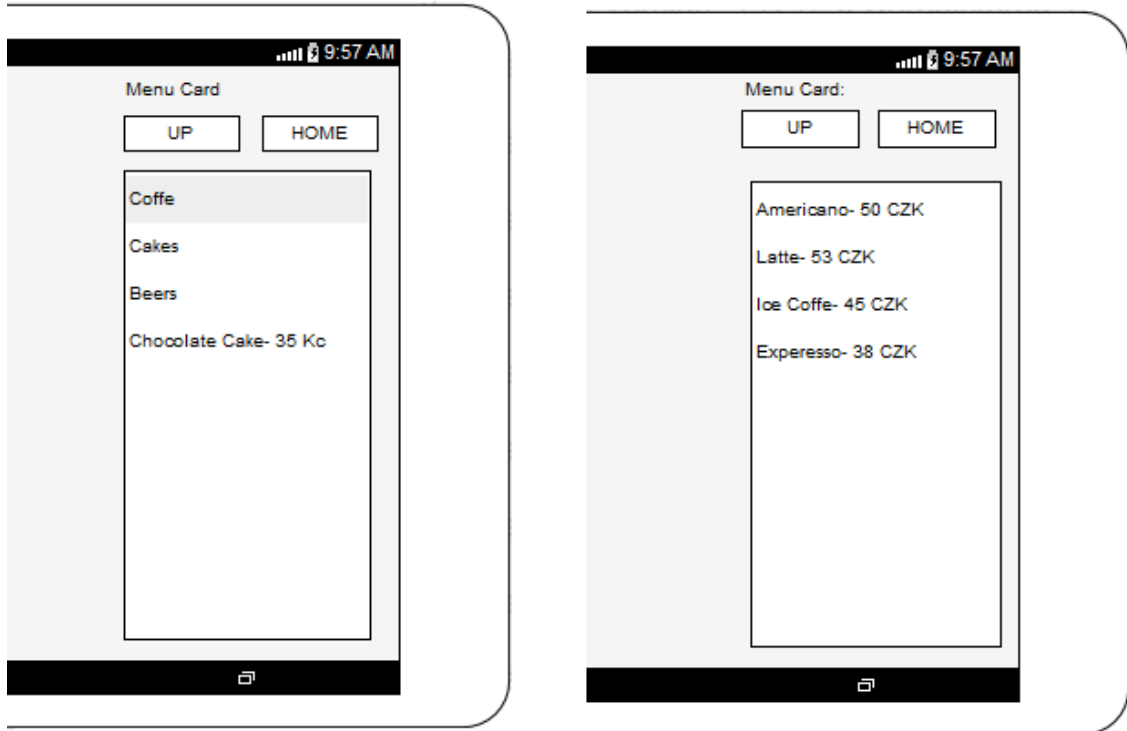 9:57 AM
Menu Card
UP
HOME
Coffe
Cakes
Beers
Chocolate Cake- 35 Kc
9:57 AM
Menu Card:
UP
HOME
Americano- 50 CZK
Latte- 53 CZK
Ice Coffe- 45 CZK
Experesso- 38 CZK